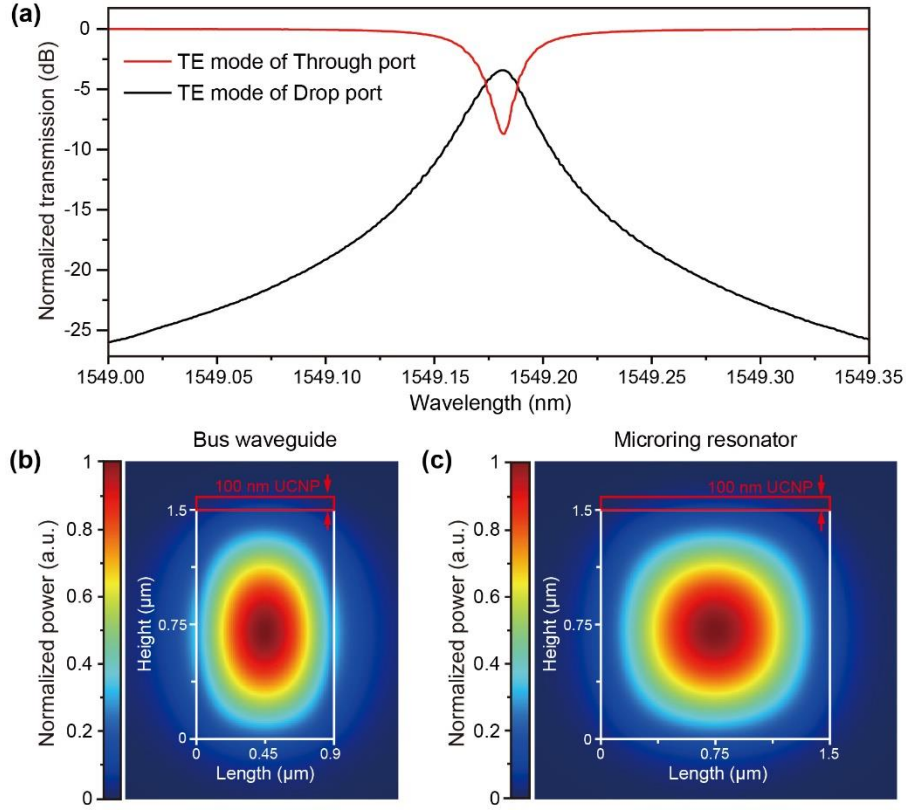 (a)
Normalized transmission (dB)
0
-5
-10
-15
-20
-25
TE mode of Through port
TE mode of Drop port
1549.00 1549.05 1549.10 1549.15 1549.20 1549.25 1549.30 1549.35
Wavelength (nm)
(b)
Bus waveguide
Normalized power (a.u.)
1
0.8
0.6
0.4
0.2
0
100 nm UCNP
Height (μm)
1.5
0.75
0
0 0.45 0.9
Length (μm)
(c)
Microring resonator
Normalized power (a.u.)
1
0.8
0.6
0.4
0.2
0
100 nm UCNP
Height (μm)
1.5
0.75
0
0 0.75 1.5
Length (μm)